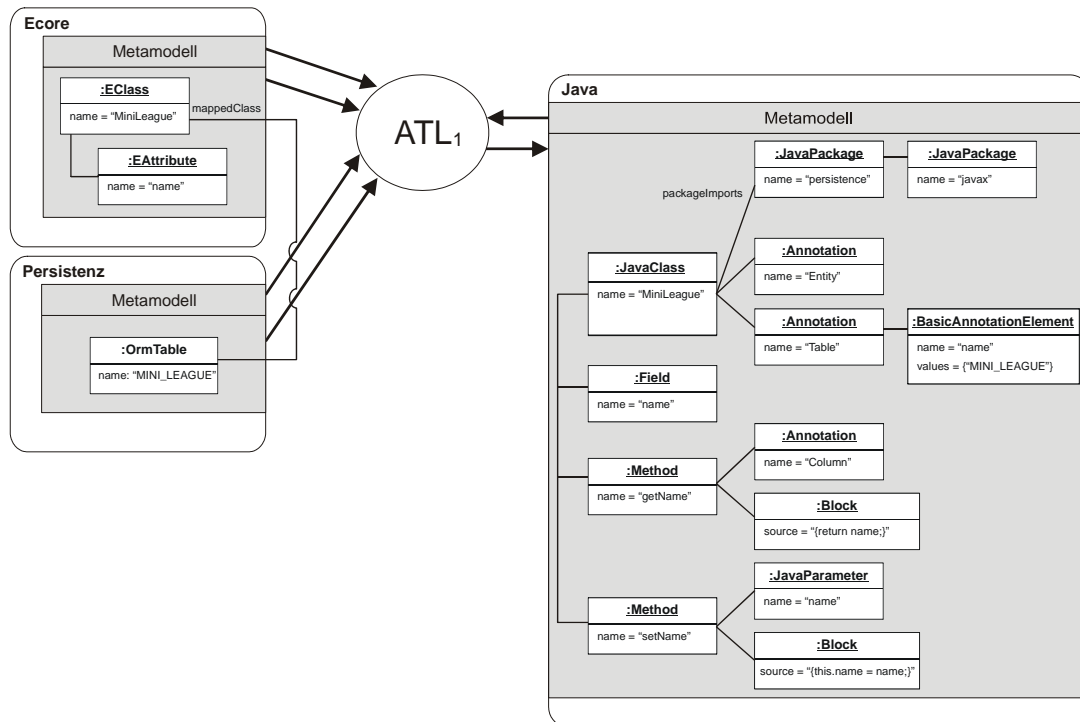 Ecore
Metamodell
:EClass
name = “MiniLeague”
mappedClass
:EAttribute
name = “name”
Persistenz
Metamodell
:OrmTable
name: “MINI_LEAGUE”
ATL1
Java
Metamodell
:JavaPackage
name = “persistence”
:JavaPackage
name = “javax”
packageImports
:JavaClass
name = “MiniLeague”
:Annotation
name = “Entity”
:Annotation
name = “Table”
:BasicAnnotationElement
name = “name”
values = {“MINI_LEAGUE”}
:Field
name = “name”
:Method
name = “getName”
:Annotation
name = “Column”
:Block
source = “{return name;}”
:Method
name = “setName”
:JavaParameter
name = “name”
:Block
source = “{this.name = name;}”